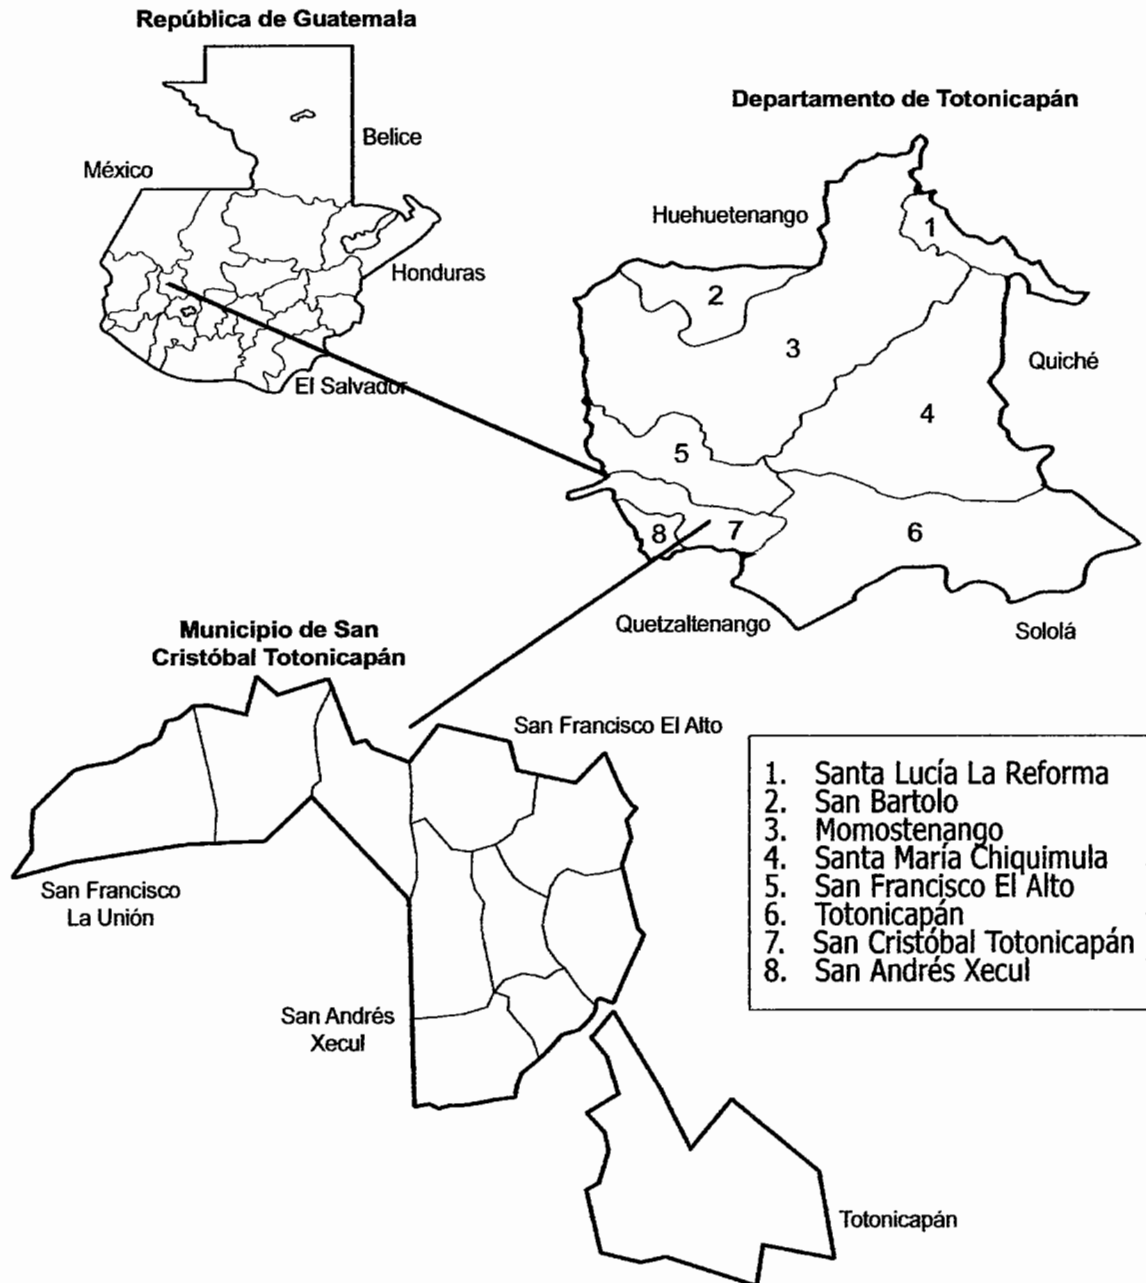 República de Guatemala
Belice
México
Honduras
El Salvador
Departamento de Totonicapán
Huehuetenango
1
2
3
Quiché
4
5
6
7
8
Quetzaltenango
Sololá
Municipio de San
Cristóbal Totonicapán
San Francisco El Alto
San Francisco
La Unión
San Andrés
Xecul
Totonicapán
1. Santa Lucía La Reforma
2. San Bartolo
3. Momostenango
4. Santa María Chiquimula
5. San Francisco El Alto
6. Totonicapán
7. San Cristóbal Totonicapán
8. San Andrés Xecul